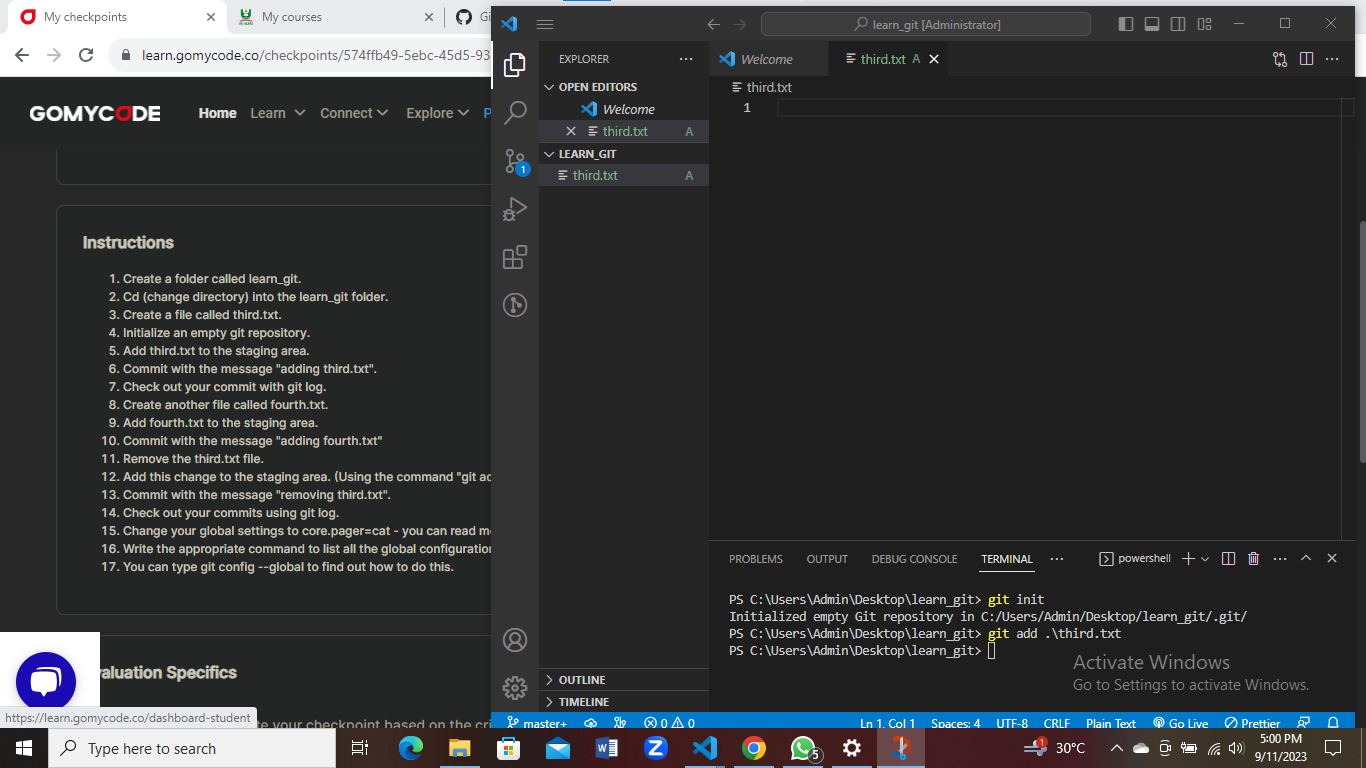 My checkpoints
My courses
learn.gomycode.co/checkpoints/574ffb49-5ebc-45d5-93
GOMYCODE
Home Learn Connect Explore P
Instructions
1. Create a folder called learn_git.
2. Cd (change directory) into the learn_git folder.
3. Create a file called third.txt.
4. Initialize an empty git repository.
5. Add third.txt to the staging area.
6. Commit with the message "adding third.txt".
7. Check out your commit with git log.
8. Create another file called fourth.txt.
9. Add fourth.txt to the staging area.
10. Commit with the message "adding fourth.txt"
11. Remove the third.txt file.
12. Add this change to the staging area. (Using the command "git ad
13. Commit with the message "removing third.txt".
14. Check out your commits using git log.
15. Change your global settings to core.pager=cat - you can read m
16. Write the appropriate command to list all the global configuration
17. You can type git config --global to find out how to do this.
valuation Specifics
ate your checkpoint based on the cri
https://learn.gomycode.co/dashboard-student
learn_git [Administrator]
EXPLORER
OPEN EDITORS
Welcome
third.txt A
LEARN_GIT
third.txt A
OUTLINE
TIMELINE
1
Welcome
third.txt A
third.txt
1
PROBLEMS OUTPUT DEBUG CONSOLE TERMINAL
powershell
PS C:\Users\Admin\Desktop\learn_git> git init
Initialized empty Git repository in C:/Users/Admin/Desktop/learn_git/.git/
PS C:\Users\Admin\Desktop\learn_git> git add .\third.txt
PS C:\Users\Admin\Desktop\learn_git>
Activate Windows
Go to Settings to activate Windows.
master+ 0 0 Ln 1, Col 1 Spaces: 4 UTF-8 CRLF Plain Text Go Live Prettier
Type here to search
5
1
30°C
5:00 PM
9/11/2023